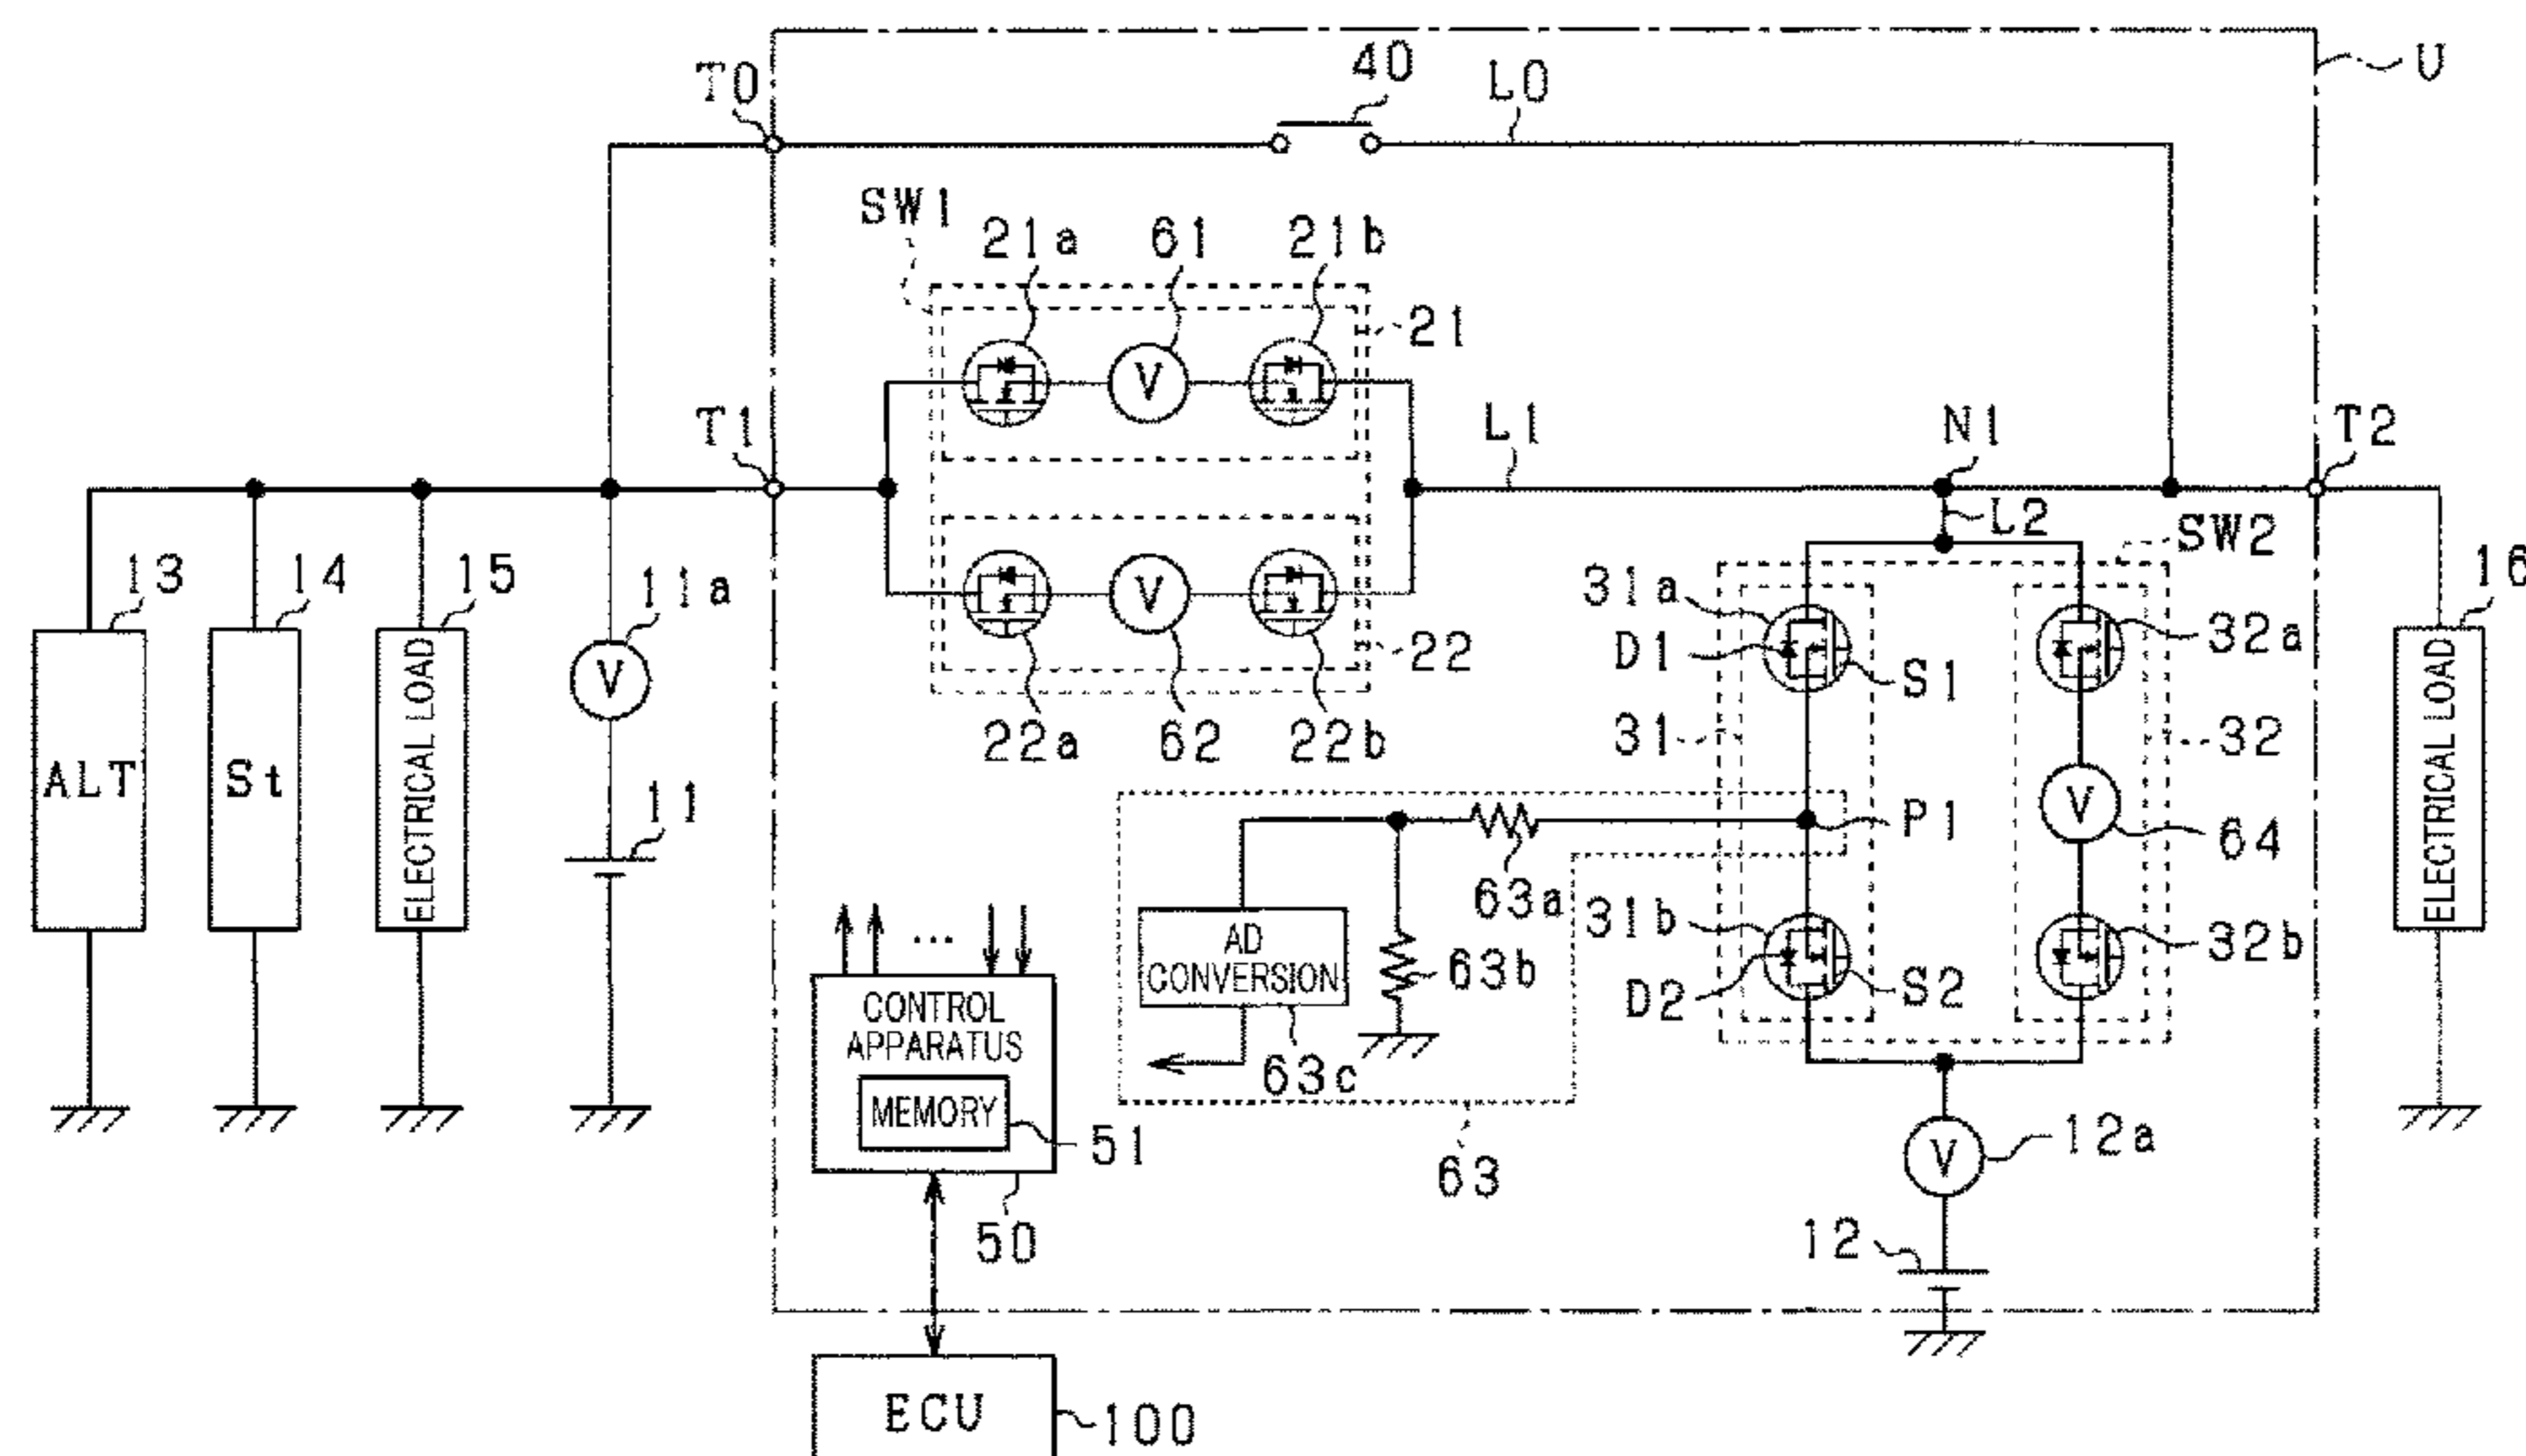 40
T0
L0
U
SW1
21a
61
21b
21
T1
L1
N1
T2
L2
SW2
13
14
15
11a
31a
32a
16
D1
S1
22
22a
62
22b
31
32
ALT
St
ELECTRICAL LOAD
11
P1
64
ELECTRICAL LOAD
63a
31b
32b
AD
CONVERSION
63b
D2
S2
...
CONTROL
APPARATUS
63c
MEMORY
51
12a
63
50
12
ECU
100
V
V
V
V
V
V